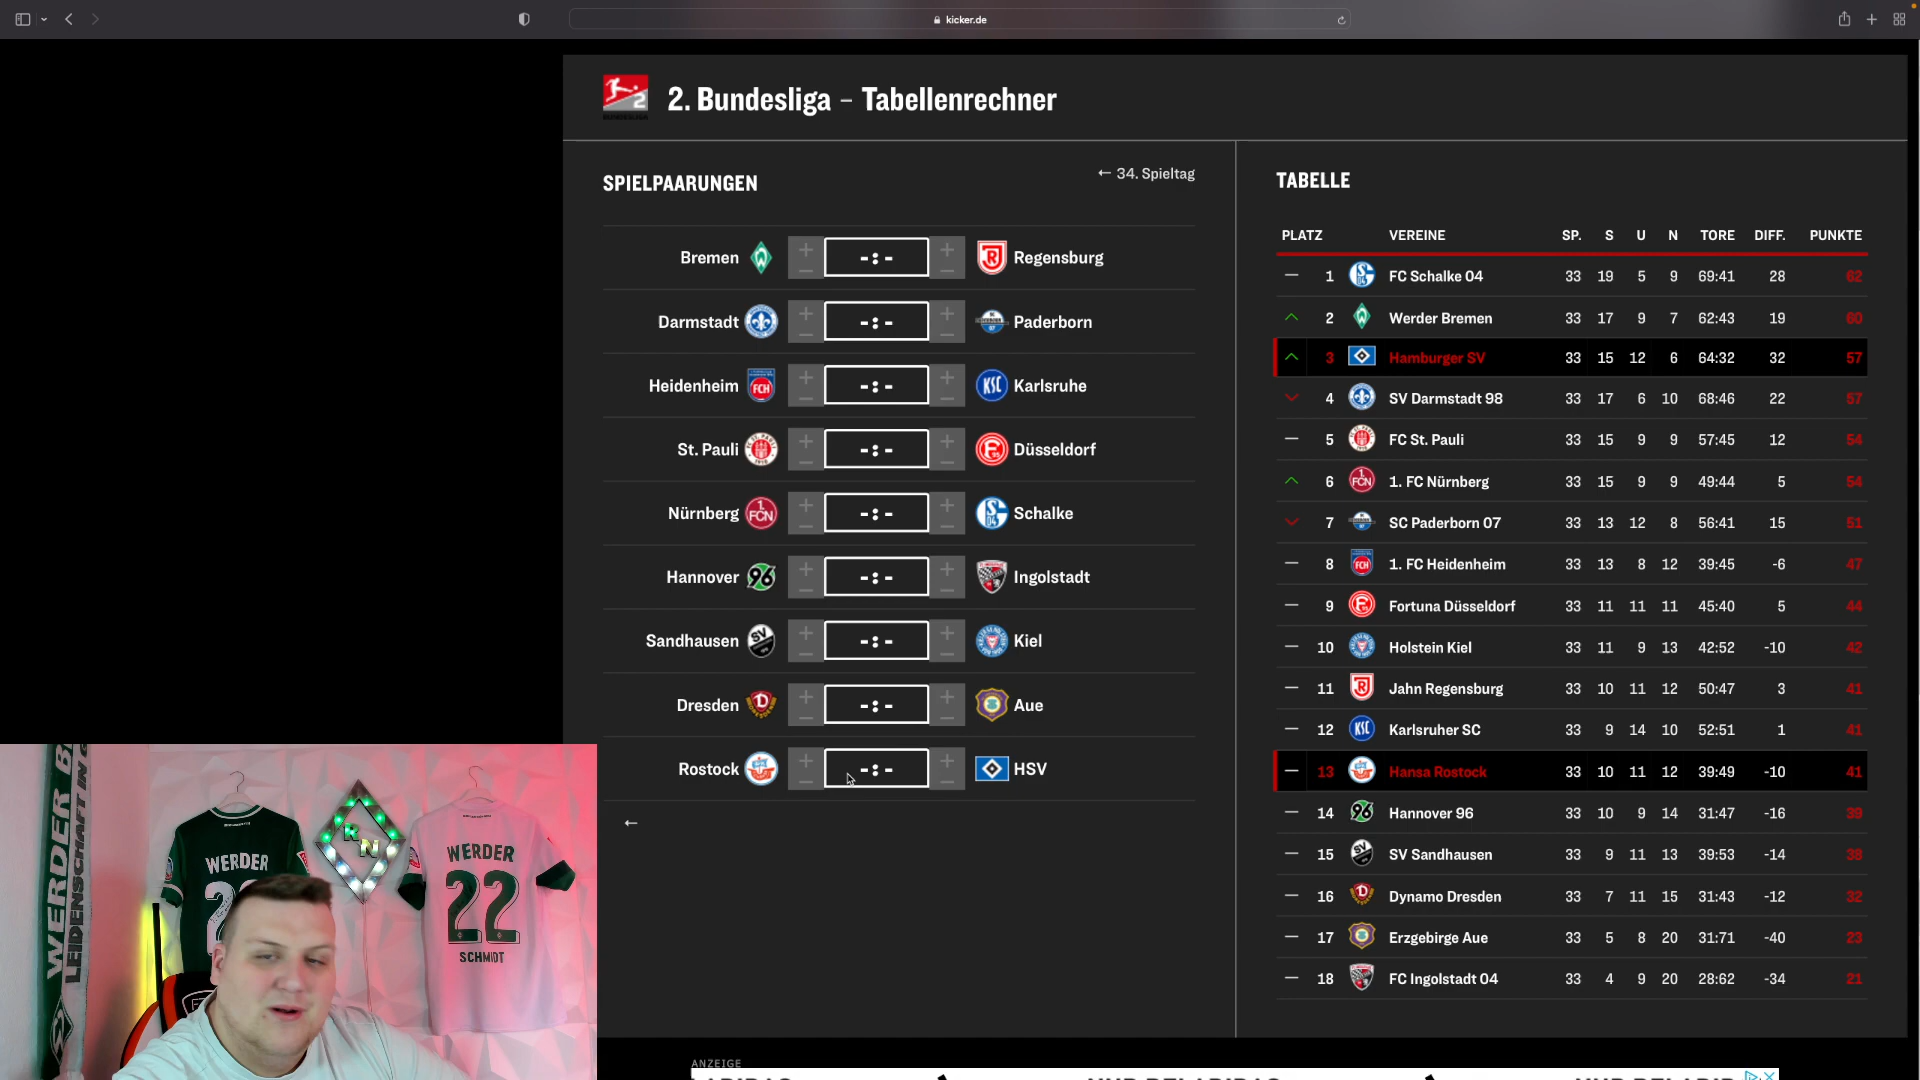 kicker.de
2. Bundesliga – Tabellenrechner
SPIELPAARUNGEN
← 34. Spieltag
Bremen + - -:- + - Regensburg
Darmstadt + - -:- + - Paderborn
Heidenheim + - -:- + - Karlsruhe
St. Pauli + - -:- + - Düsseldorf
Nürnberg + - -:- + - Schalke
Hannover + - -:- + - Ingolstadt
Sandhausen + - -:- + - Kiel
Dresden + - -:- + - Aue
Rostock + - -:- + - HSV
←
TABELLE
PLATZ VEREINE SP. S U N TORE DIFF. PUNKTE
1 FC Schalke 04 33 19 5 9 69:41 28 62
2 Werder Bremen 33 17 9 7 62:43 19 60
3 Hamburger SV 33 15 12 6 64:32 32 57
4 SV Darmstadt 98 33 17 6 10 68:46 22 57
5 FC St. Pauli 33 15 9 9 57:45 12 54
6 1. FC Nürnberg 33 15 9 9 49:44 5 54
7 SC Paderborn 07 33 13 12 8 56:41 15 51
8 1. FC Heidenheim 33 13 8 12 39:45 -6 47
9 Fortuna Düsseldorf 33 11 11 11 45:40 5 44
10 Holstein Kiel 33 11 9 13 42:52 -10 42
11 Jahn Regensburg 33 10 11 12 50:47 3 41
12 Karlsruher SC 33 9 14 10 52:51 1 41
13 Hansa Rostock 33 10 11 12 39:49 -10 41
14 Hannover 96 33 10 9 14 31:47 -16 39
15 SV Sandhausen 33 9 11 13 39:53 -14 38
16 Dynamo Dresden 33 7 11 15 31:43 -12 32
17 Erzgebirge Aue 33 5 8 20 31:71 -40 23
18 FC Ingolstadt 04 33 4 9 20 28:62 -34 21
WERDER
LEIDENSCHAFT IN G
WERDER
RN
WERDER
22
SCHMIDT
ANZEIGE